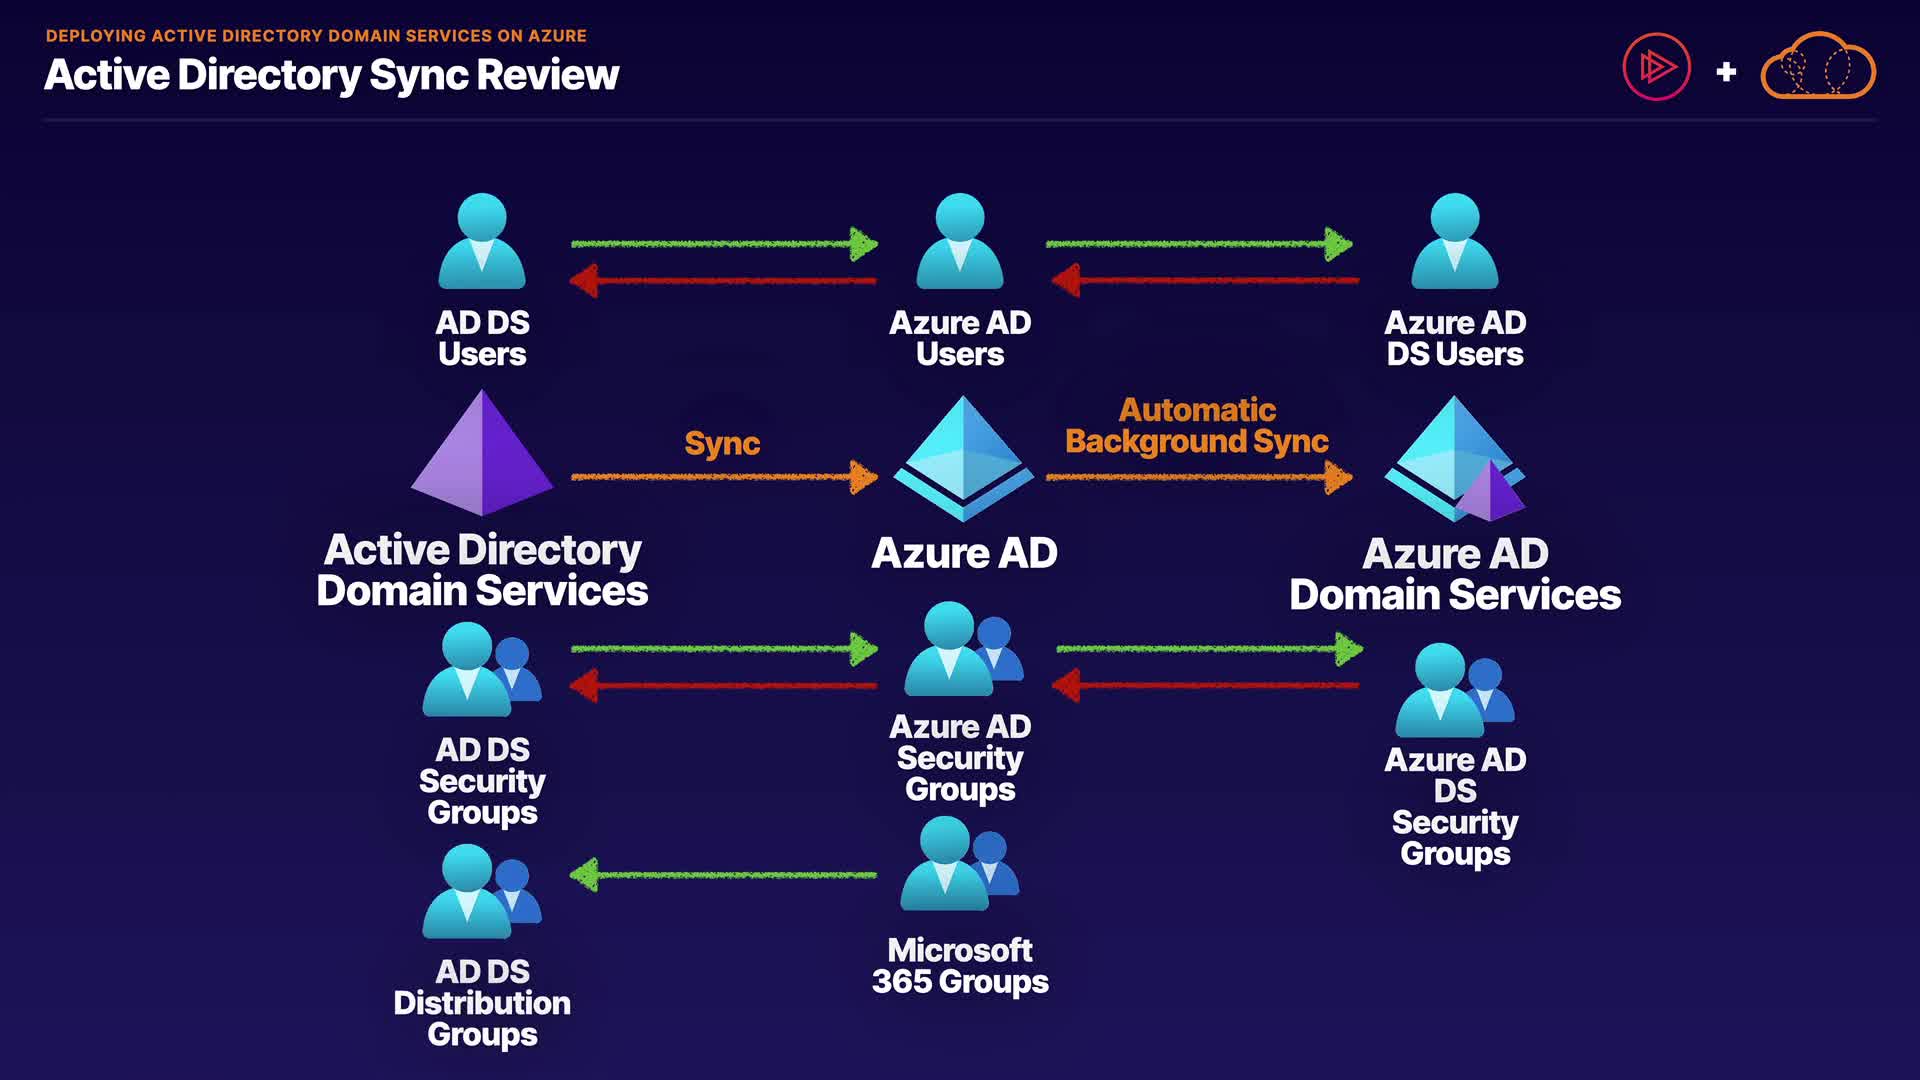 DEPLOYING ACTIVE DIRECTORY DOMAIN SERVICES ON AZURE
Active Directory Sync Review
AD DS
Users
Azure AD
Users
Azure AD
DS Users
Sync
Automatic
Background Sync
Active Directory
Domain Services
Azure AD
Azure AD
Domain Services
AD DS
Security
Groups
Azure AD
Security
Groups
Azure AD
DS
Security
Groups
AD DS
Distribution
Groups
Microsoft
365 Groups